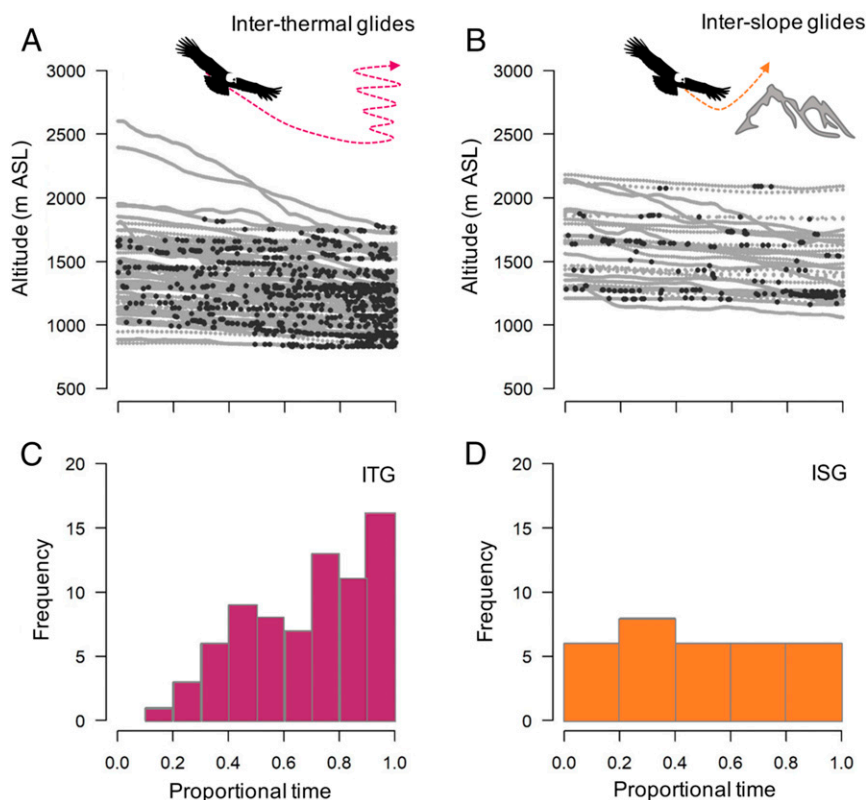 A
Inter-thermal glides
Altitude (m ASL)
3000
2500
2000
1500
1000
500
B
Inter-slope glides
Altitude (m ASL)
3000
2500
2000
1500
1000
500
C
ITG
Frequency
20
15
10
5
0
0.0 0.2 0.4 0.6 0.8 1.0
Proportional time
D
ISG
Frequency
20
15
10
5
0
0.0 0.2 0.4 0.6 0.8 1.0
Proportional time